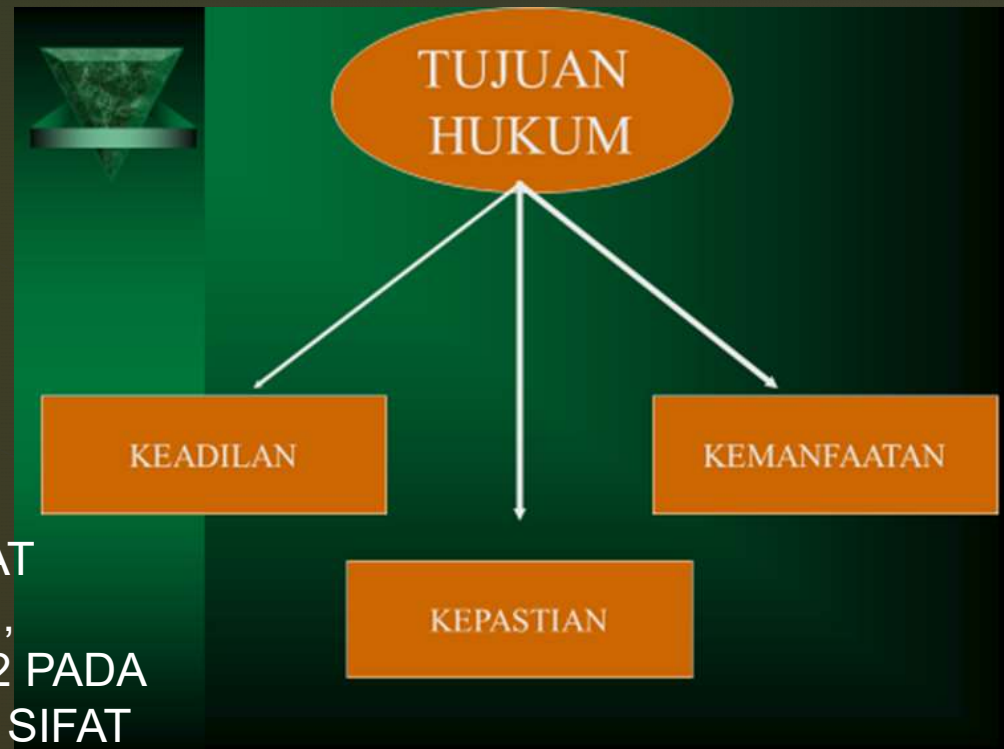 TUJUAN
HUKUM
KEADILAN
KEMANFAATAN
KEPASTIAN
,
2 PADA
SIFAT